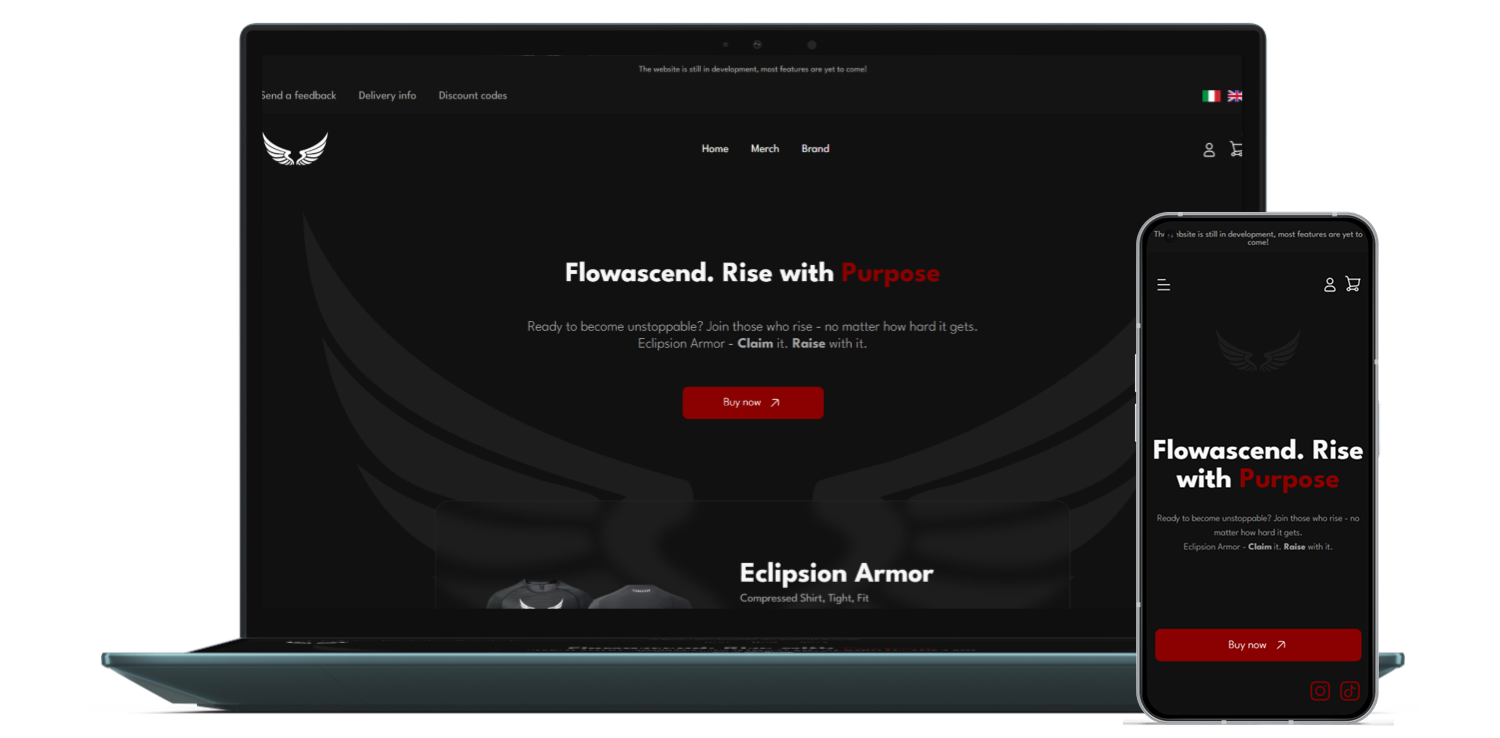 The website is still in development, most features are yet to come!
Send a feedback Delivery info Discount codes
Home Merch Brand
Flowascend. Rise with Purpose
Ready to become unstoppable? Join those who rise - no matter how hard it gets.
Eclipsion Armor - Claim it. Raise with it.
Buy now
Eclipsion Armor
Compressed Shirt, Tight, Fit
The website is still in development, most features are yet to
come!
Flowascend. Rise
with Purpose
Ready to become unstoppable? Join those who rise - no
matter how hard it gets.
Eclipsion Armor - Claim it. Raise with it.
Buy now